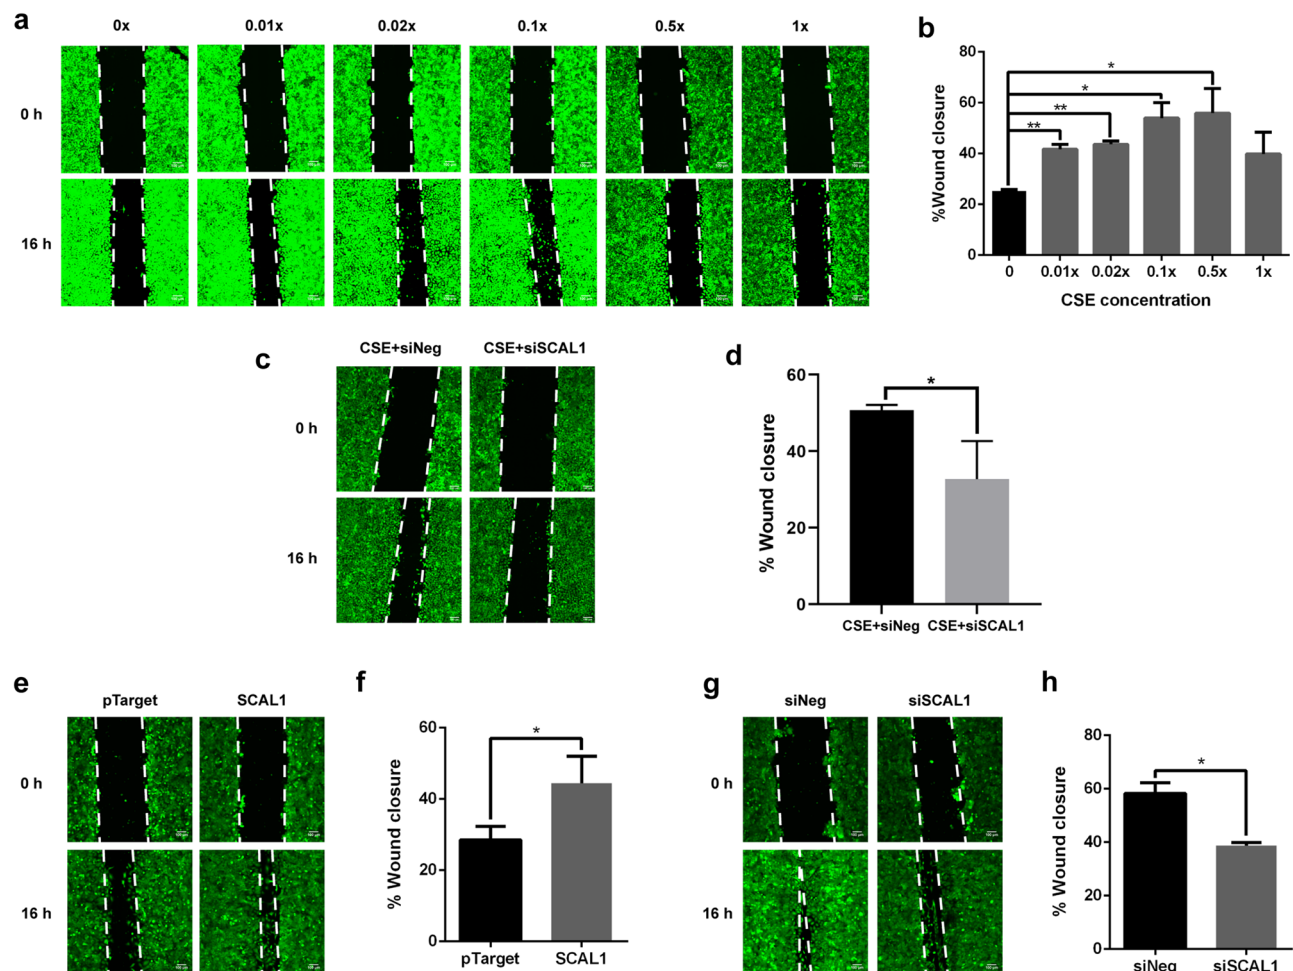 a
0x 0.01x 0.02x 0.1x 0.5x 1x
0 h
16 h
b
%Wound closure
80
60
40
20
0
* 
*
**
**
0 0.01x 0.02x 0.1x 0.5x 1x
CSE concentration
c
CSE+siNeg CSE+siSCAL1
0 h
16 h
d
% Wound closure
60
40
20
0
*
CSE+siNeg CSE+siSCAL1
e
pTarget SCAL1
0 h
16 h
f
% Wound closure
60
40
20
0
*
pTarget SCAL1
g
siNeg siSCAL1
0 h
16 h
h
% Wound closure
80
60
40
20
0
*
siNeg siSCAL1